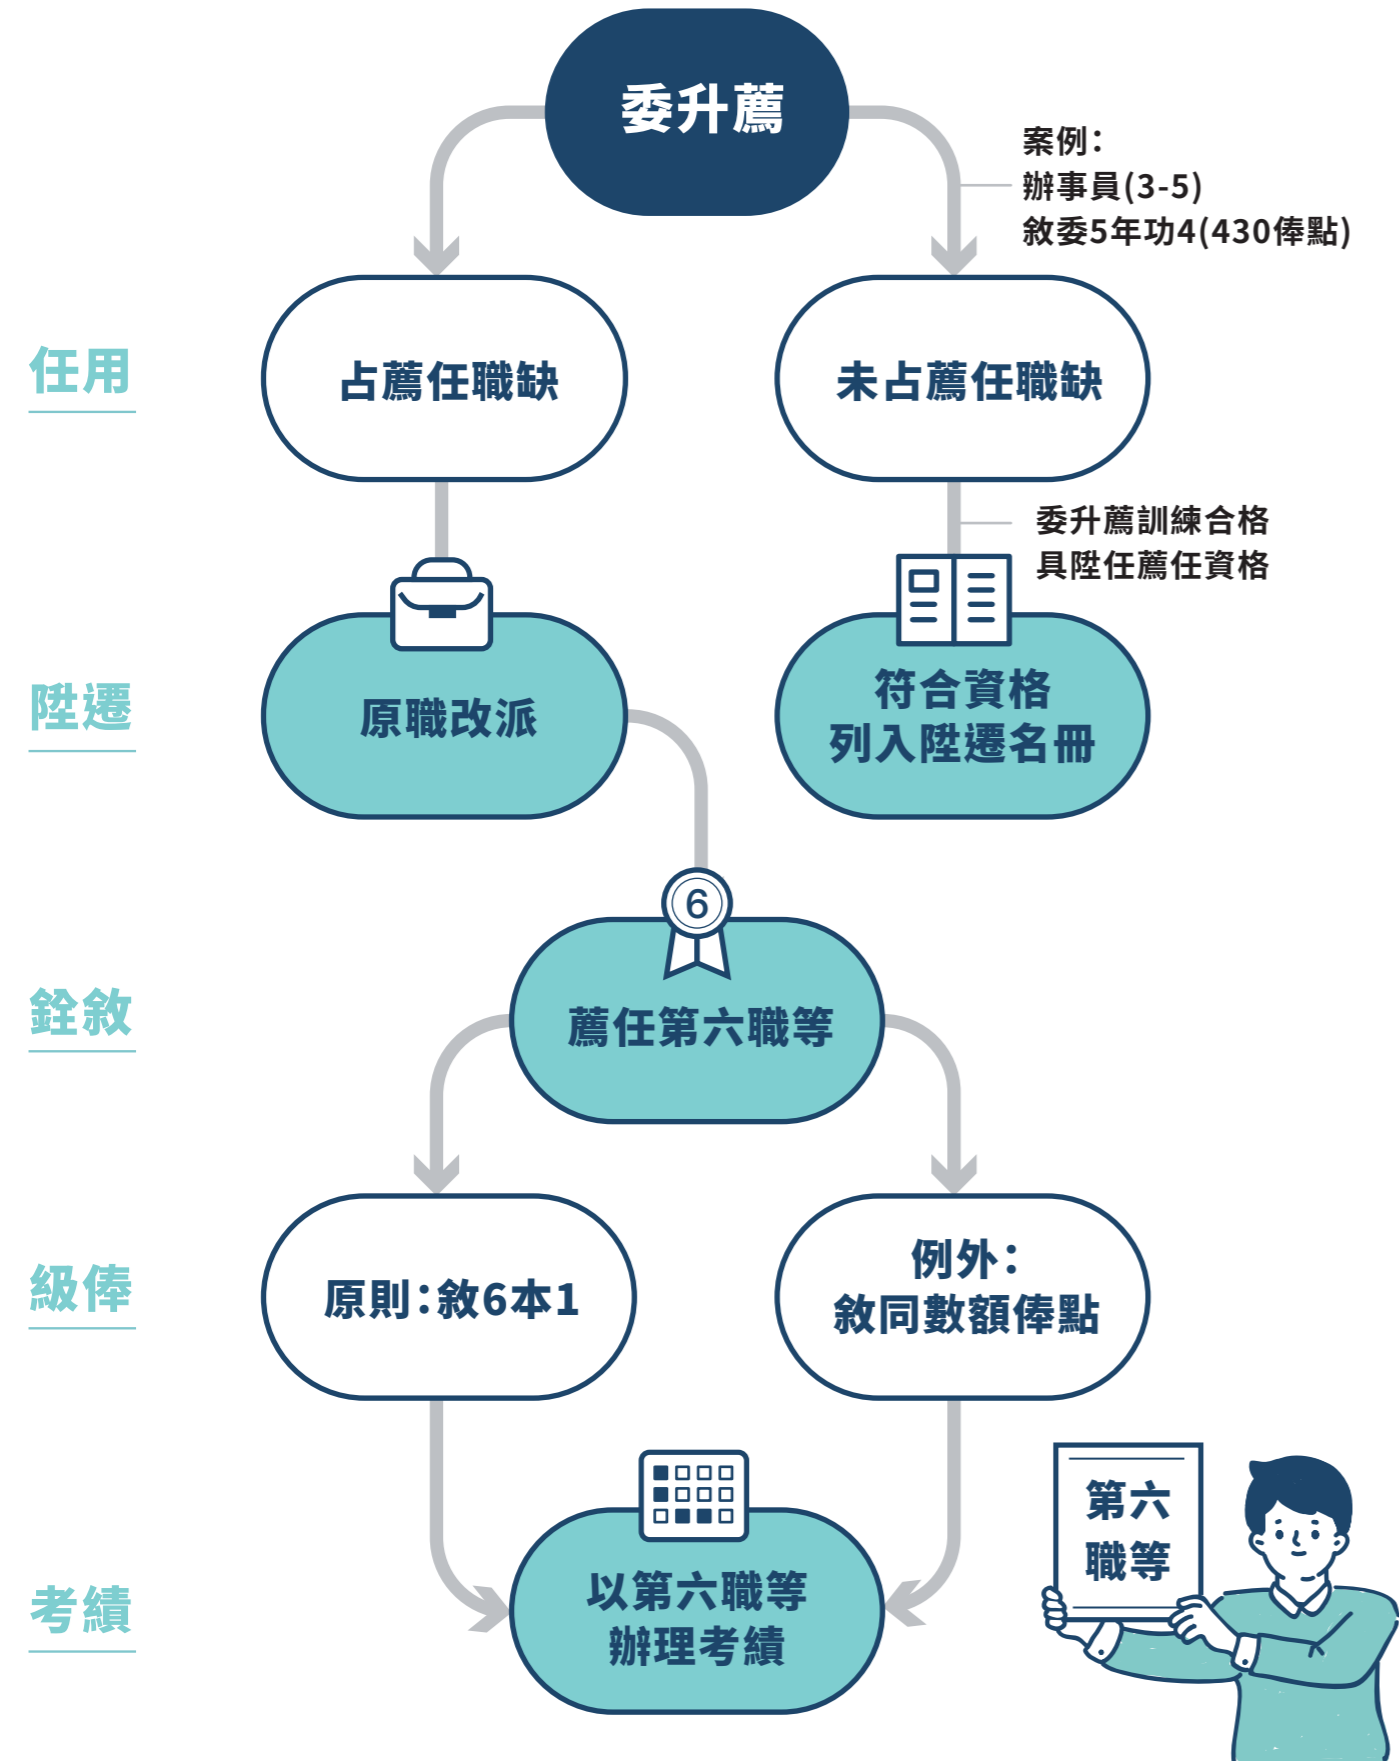 委升薦
案例：
辦事員(3-5)
敘委5年功4(430俸點)
任用
占薦任職缺
未占薦任職缺
委升薦訓練合格
具陞任薦任資格
陞遷
原職改派
符合資格
列入陞遷名冊
6
銓敘
薦任第六職等
級俸
原則：敘6本1
例外：
敘同數額俸點
考績
以第六職等
辦理考績
第六
職等